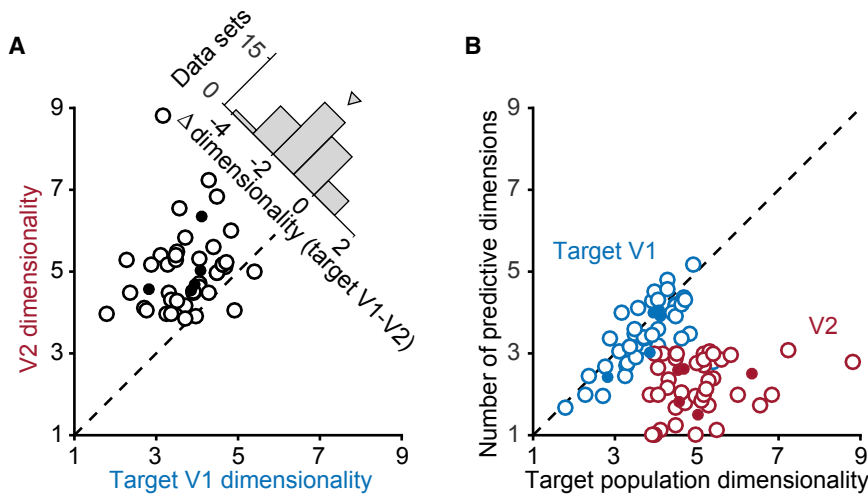 A
B
15
Data sets
0
-4
-2
0
2
Δ dimensionality (target V1-V2)
9
7
5
3
1
V2 dimensionality
1
3
5
7
9
Target V1 dimensionality
9
7
5
3
1
Number of predictive dimensions
Target V1
V2
1
3
5
7
9
Target population dimensionality